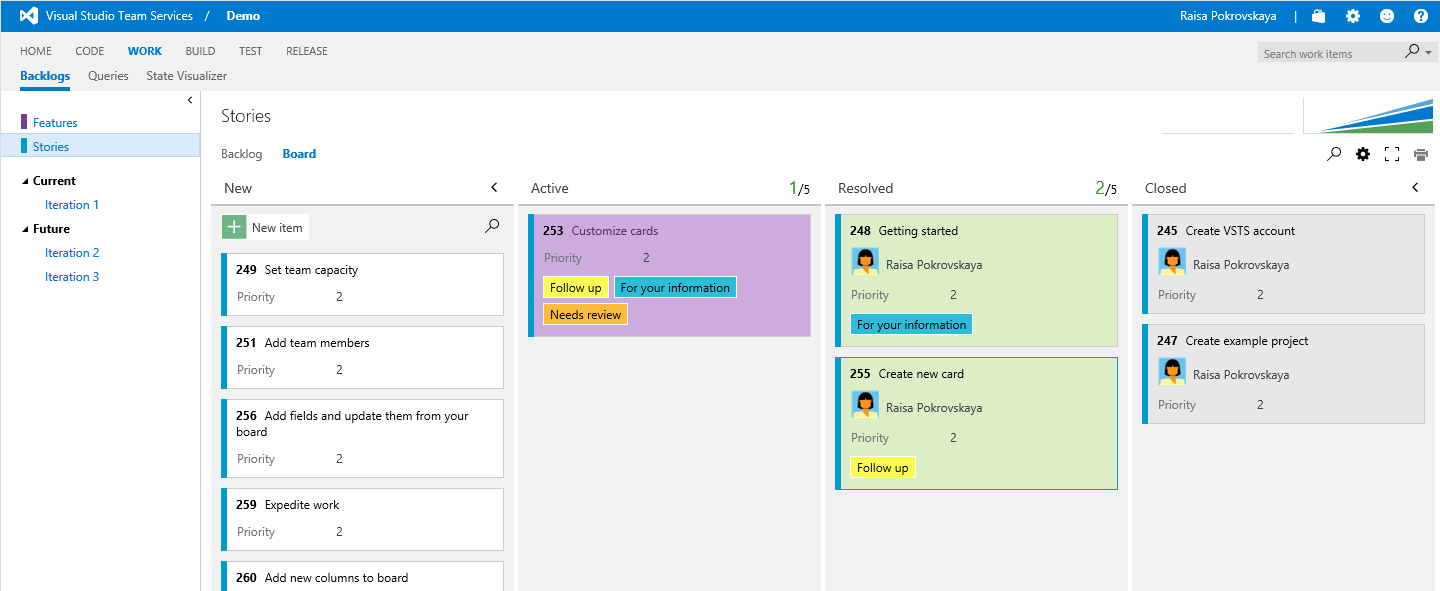 Visual Studio Team Services / Demo
Raisa Pokrovskaya |
HOME CODE WORK BUILD TEST RELEASE
Search work items
Backlogs Queries State Visualizer
Features
Stories
Current
Iteration 1
Future
Iteration 2
Iteration 3
Stories
Backlog Board
New
New item
249 Set team capacity
Priority 2
251 Add team members
Priority 2
256 Add fields and update them from your
board
Priority 2
259 Expedite work
Priority 2
260 Add new columns to board
Active 1/5
253 Customize cards
Priority 2
Follow up For your information
Needs review
Resolved 2/5
248 Getting started
Raisa Pokrovskaya
Priority 2
For your information
255 Create new card
Raisa Pokrovskaya
Priority 2
Follow up
Closed
245 Create VSTS account
Raisa Pokrovskaya
Priority 2
247 Create example project
Raisa Pokrovskaya
Priority 2